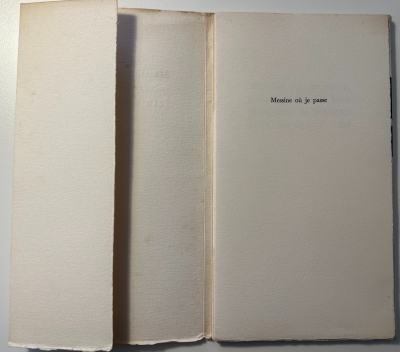 Messine où je passe